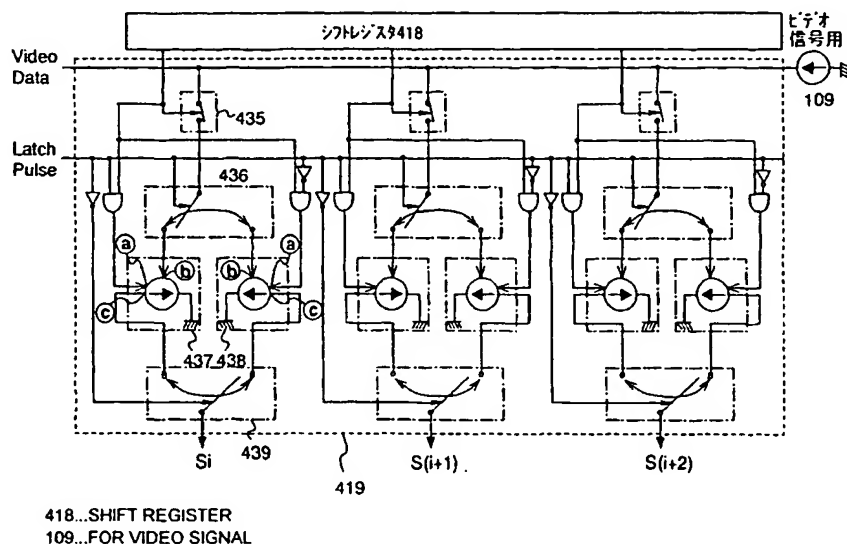 シフトレジスタ418
ビデオ
信号用
Video
Data
109
435
Latch
Pulse
436
a
b
b
a
c
c
437
438
439
Si
S(i+1)
S(i+2)
419
418...SHIFT REGISTER
109...FOR VIDEO SIGNAL